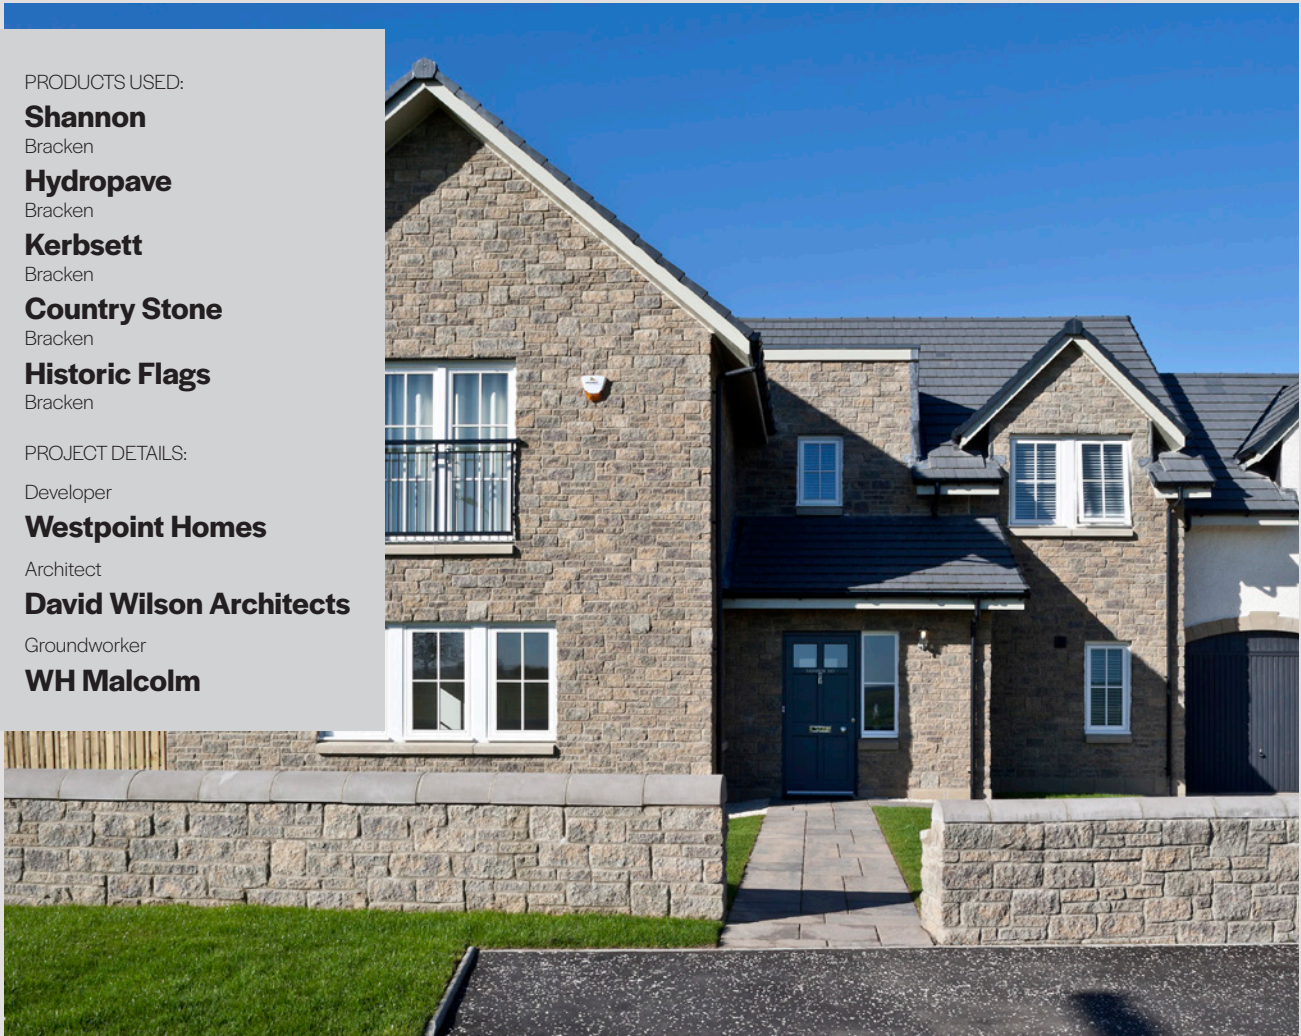 PRODUCTS USED:
Shannon
Bracken
Hydropave
Bracken
Kerbsett
Bracken
Country Stone
Bracken
Historic Flags
Bracken
PROJECT DETAILS:
Developer
Westpoint Homes
Architect
David Wilson Architects
Groundworker
WH Malcolm